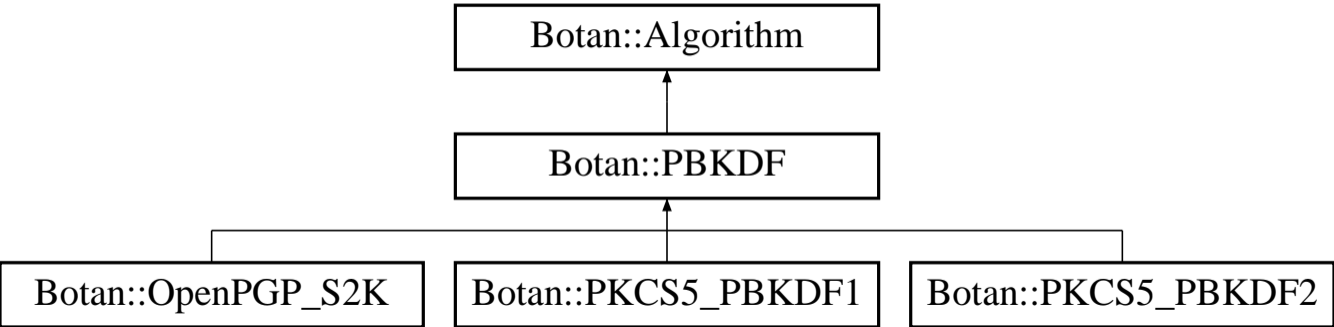 Botan::Algorithm
Botan::PBKDF
Botan::OpenPGP_S2K
Botan::PKCS5_PBKDF1
Botan::PKCS5_PBKDF2